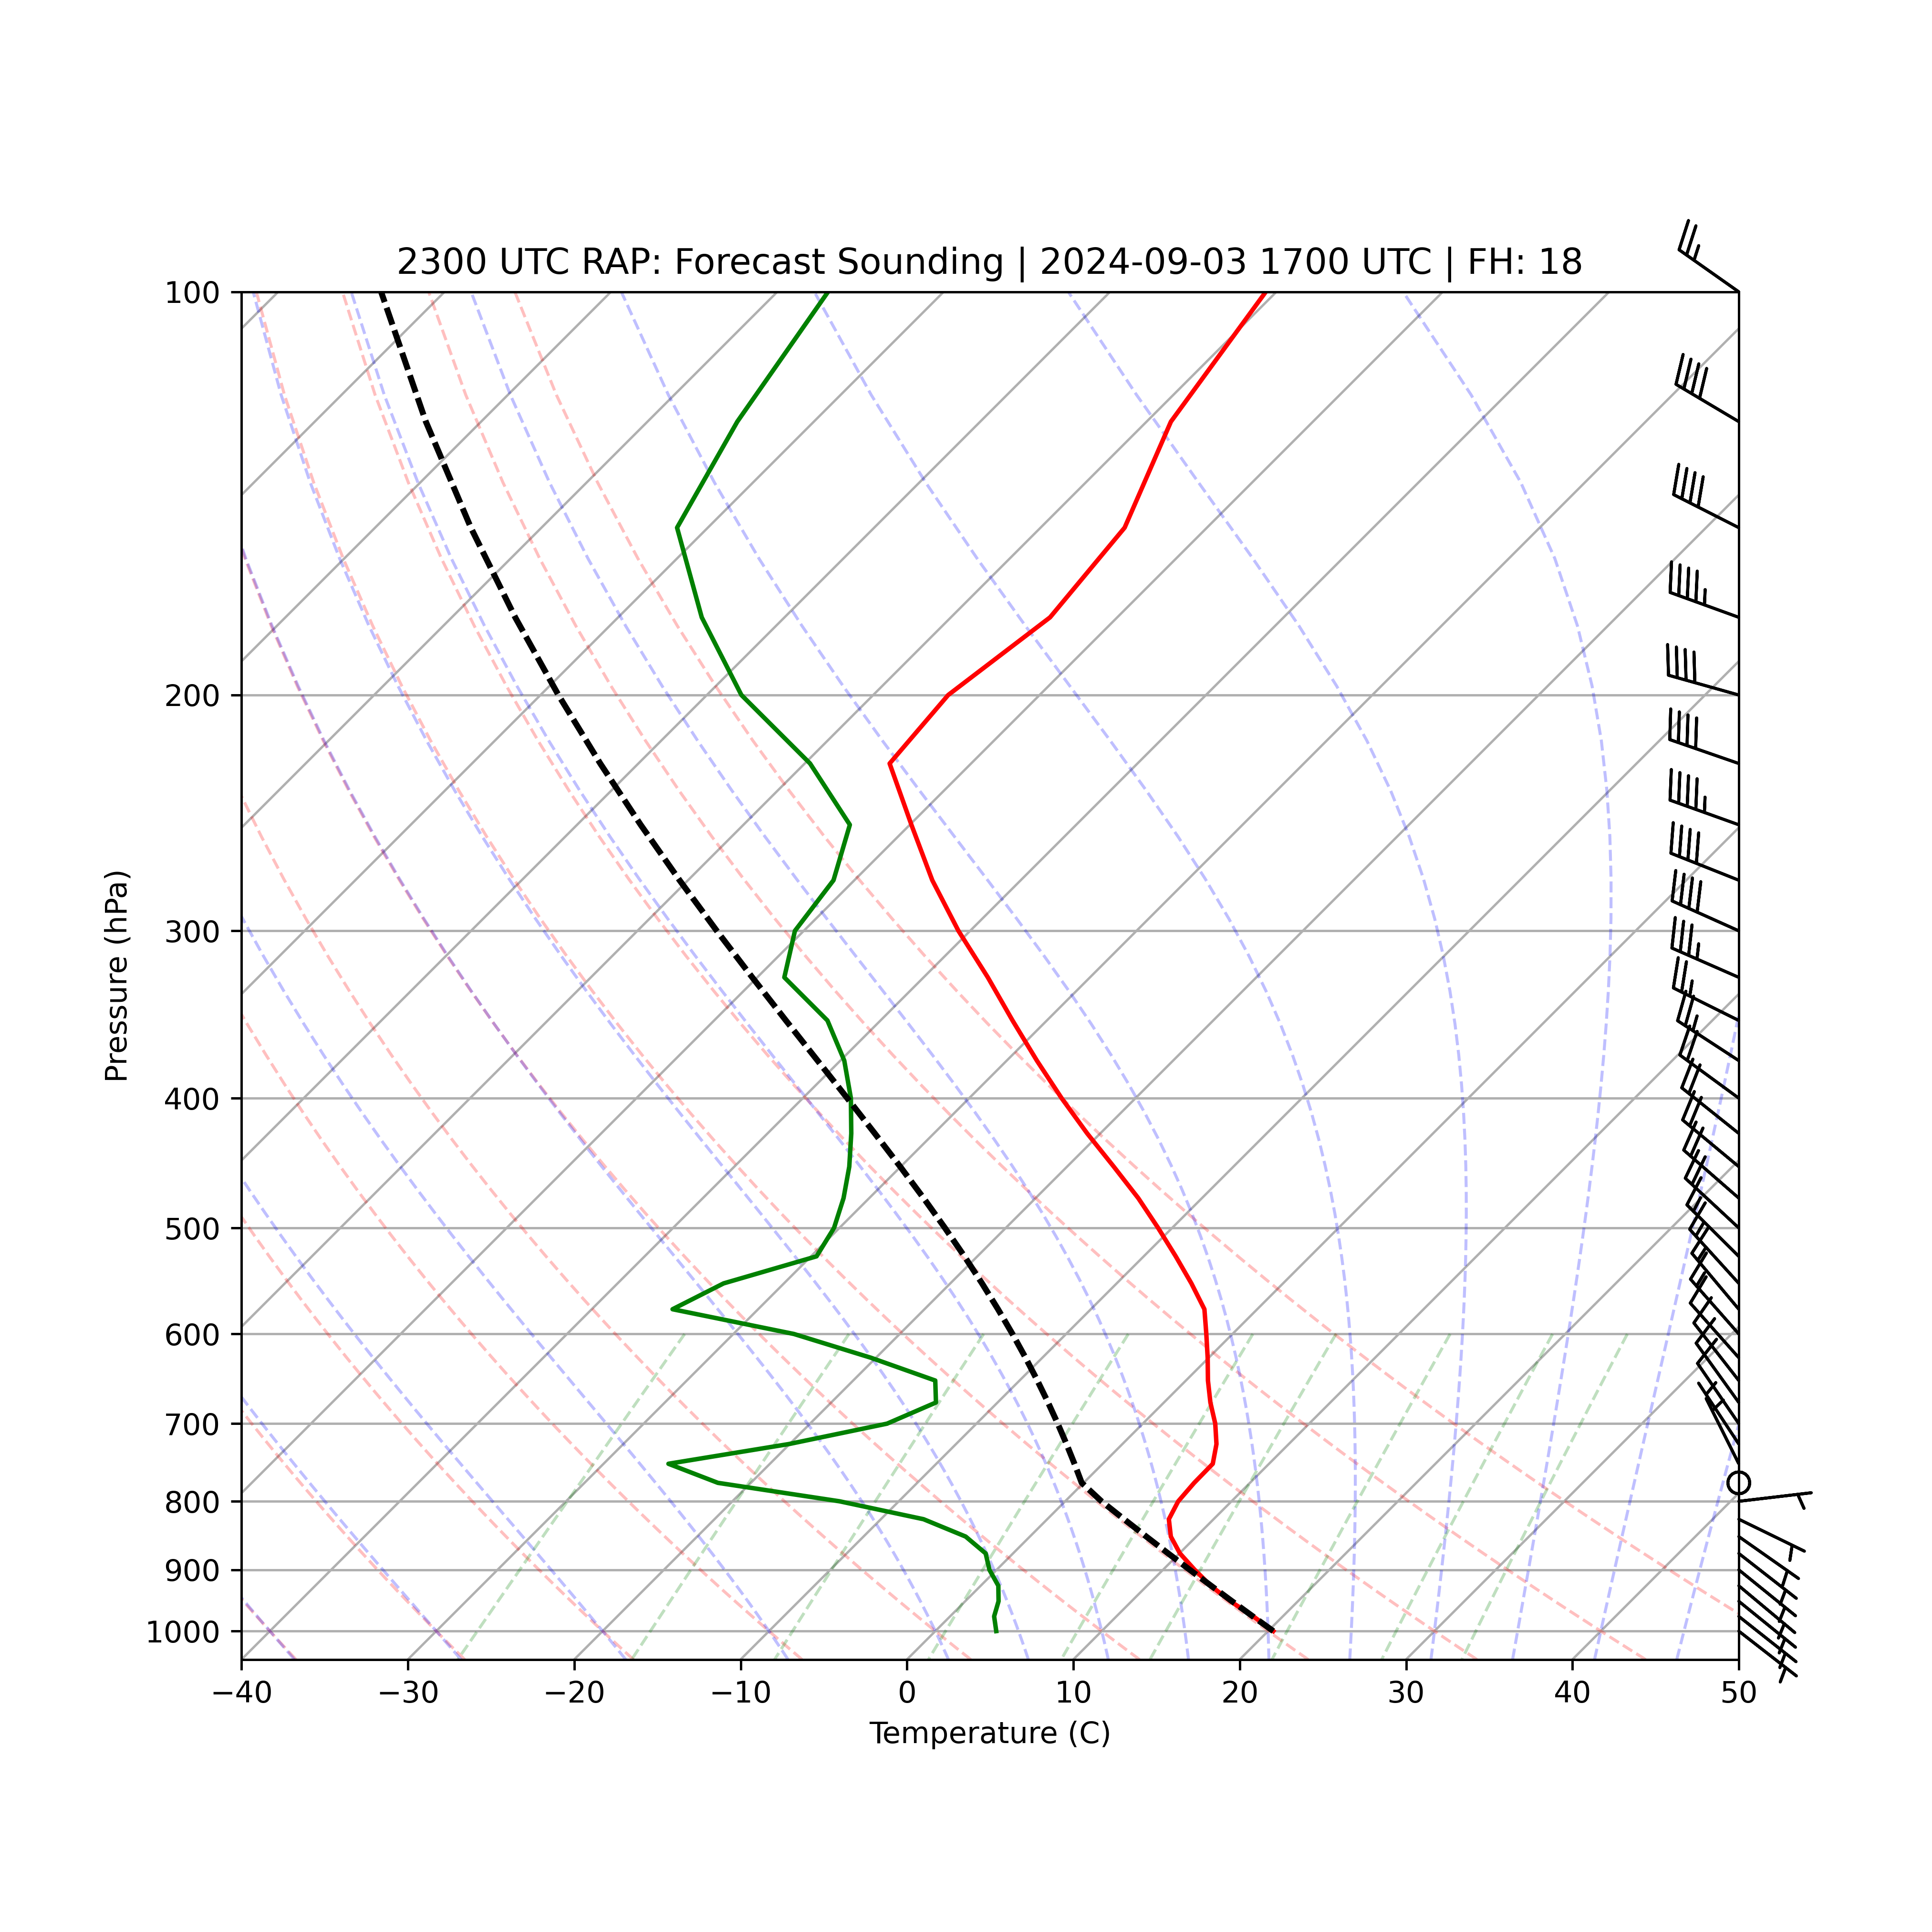 2300 UTC RAP: Forecast Sounding | 2024-09-03 1700 UTC | FH: 18
100
200
300
400
500
600
700
800
900
1000
Pressure (hPa)
−40 −30 −20 −10 0 10 20 30 40 50
Temperature (C)